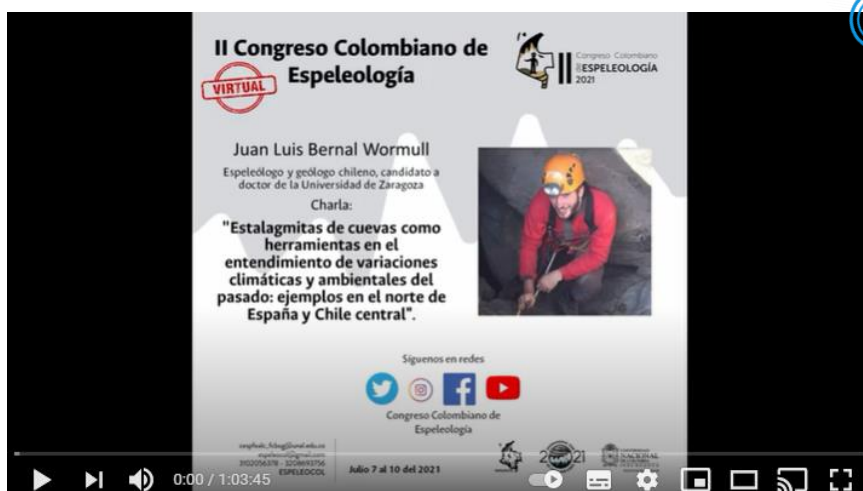 II Congreso Colombiano de
Espeleología
VIRTUAL
II
Congreso Colombiano
de ESPELEOLOGÍA
2021
Juan Luis Bernal Wormull
Espeleólogo y geólogo chileno, candidato a
doctor de la Universidad de Zaragoza
Charla:
"Estalagmitas de cuevas como
herramientas en el
entendimiento de variaciones
climáticas y ambientales del
pasado: ejemplos en el norte de
España y Chile central".
Síguenos en redes
Congreso Colombiano de
Espeleología
ESPELEOCOL
Julio 7 al 10 del 2021
NACIONAL
0:00 / 1:03:45